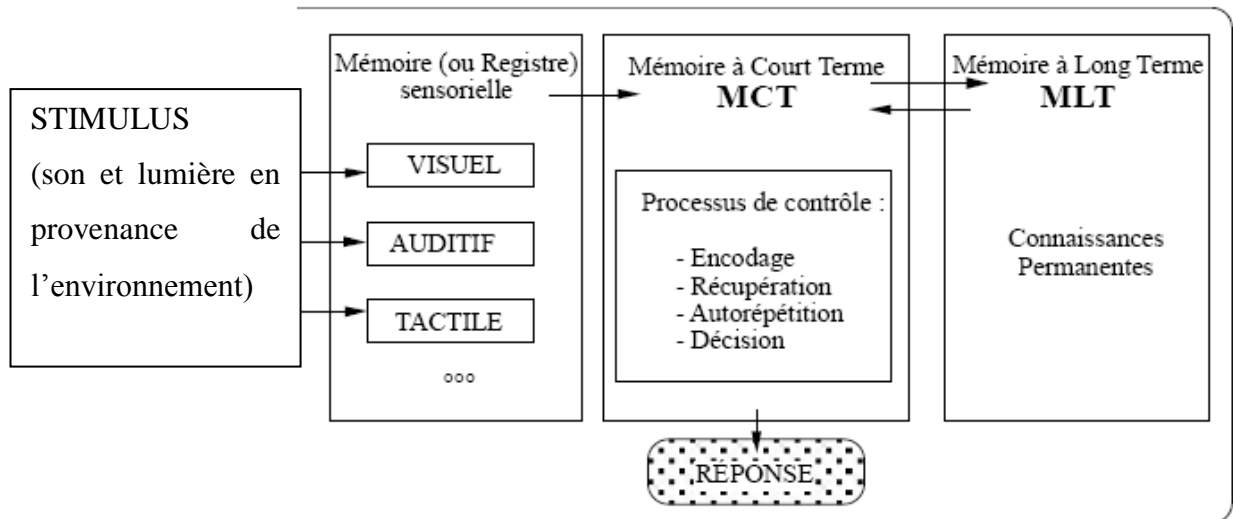 STIMULUS
(son et lumière en
provenance de
l’environnement)
Mémoire (ou Registre)
sensorielle
VISUEL
AUDITIF
TACTILE
°°°
Mémoire à Court Terme
MCT
Processus de contrôle :
- Encodage
- Récupération
- Autorépétition
- Décision
RÉPONSE
Mémoire à Long Terme
MLT
Connaissances
Permanentes